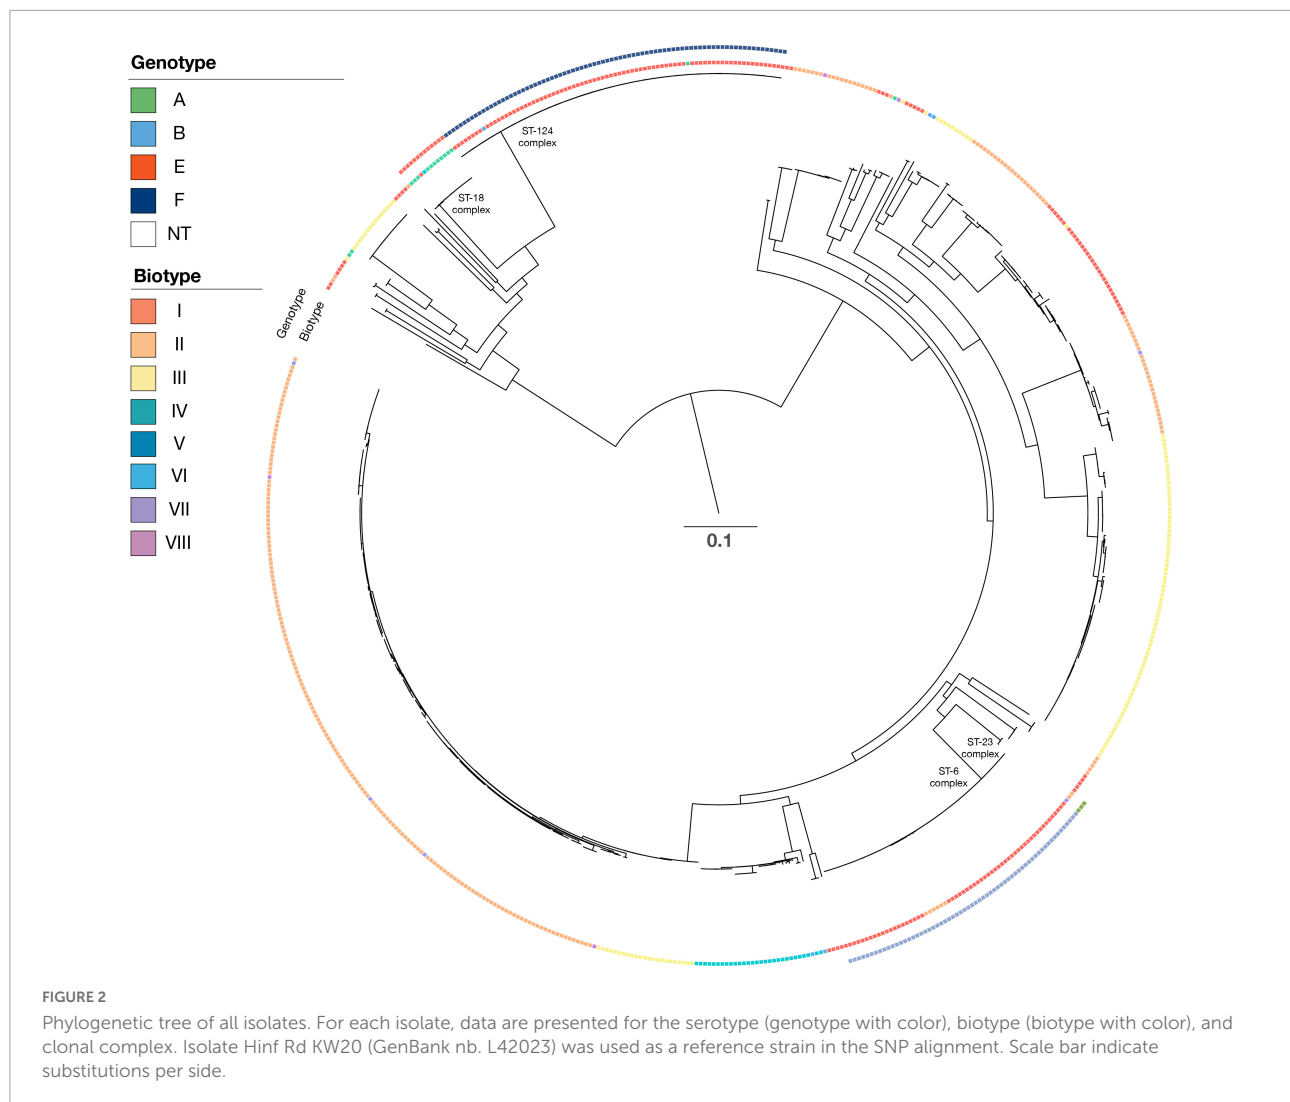 Genotype
A
B
E
F
NT
Biotype
I
II
III
IV
V
VI
VII
VIII
Genotype
Biotype
ST-124
complex
ST-18
complex
0.1
ST-23
complex
ST-6
complex
FIGURE 2
Phylogenetic tree of all isolates. For each isolate, data are presented for the serotype (genotype with color), biotype (biotype with color), and
clonal complex. Isolate Hinf Rd KW20 (GenBank nb. L42023) was used as a reference strain in the SNP alignment. Scale bar indicate
substitutions per side.